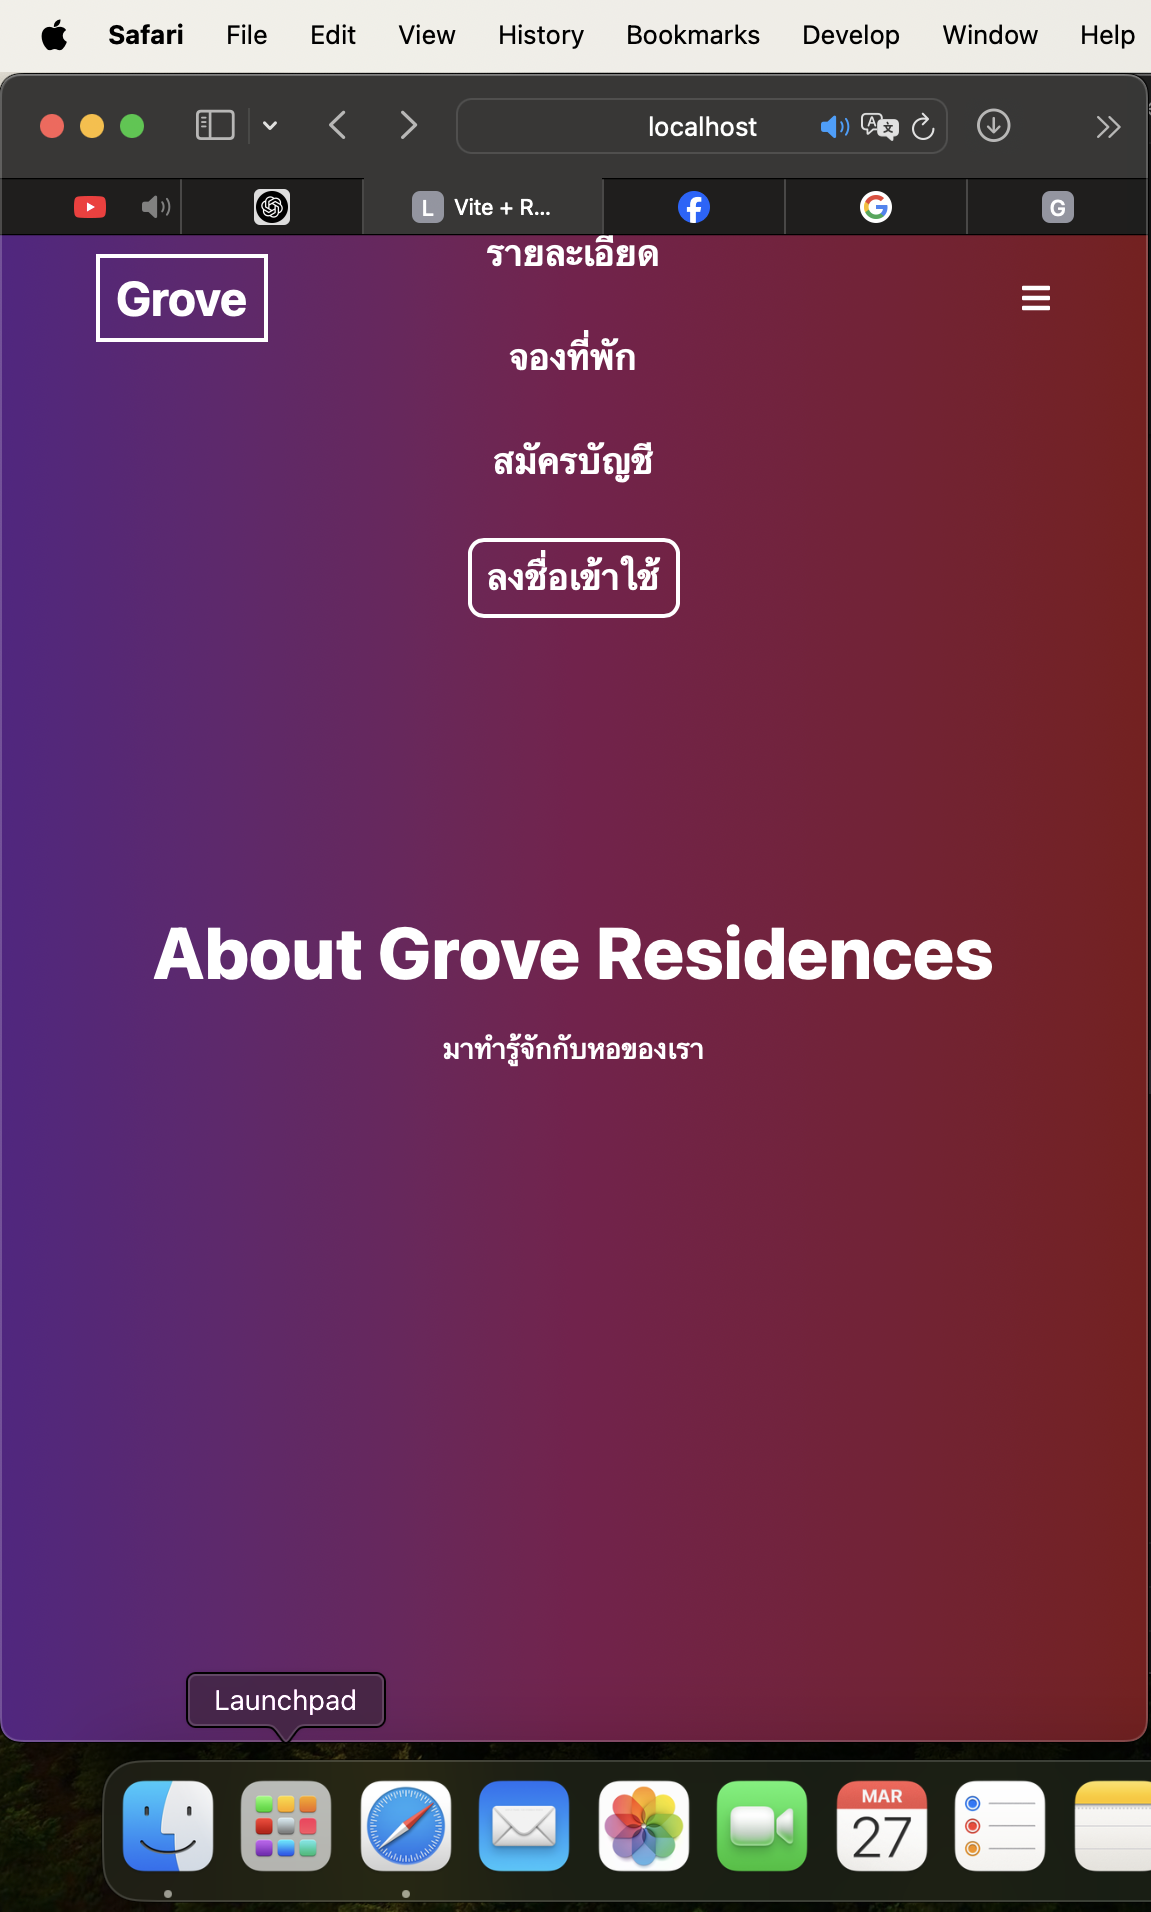 Safari File Edit View History Bookmarks Develop Window Help
localhost
L Vite + R... G
รายละเอียด
Grove
จองที่พัก
สมัครบัญชี
ลงชื่อเข้าใช้
About Grove Residences
มาทำรู้จักกับหอของเรา
Launchpad
MAR
27